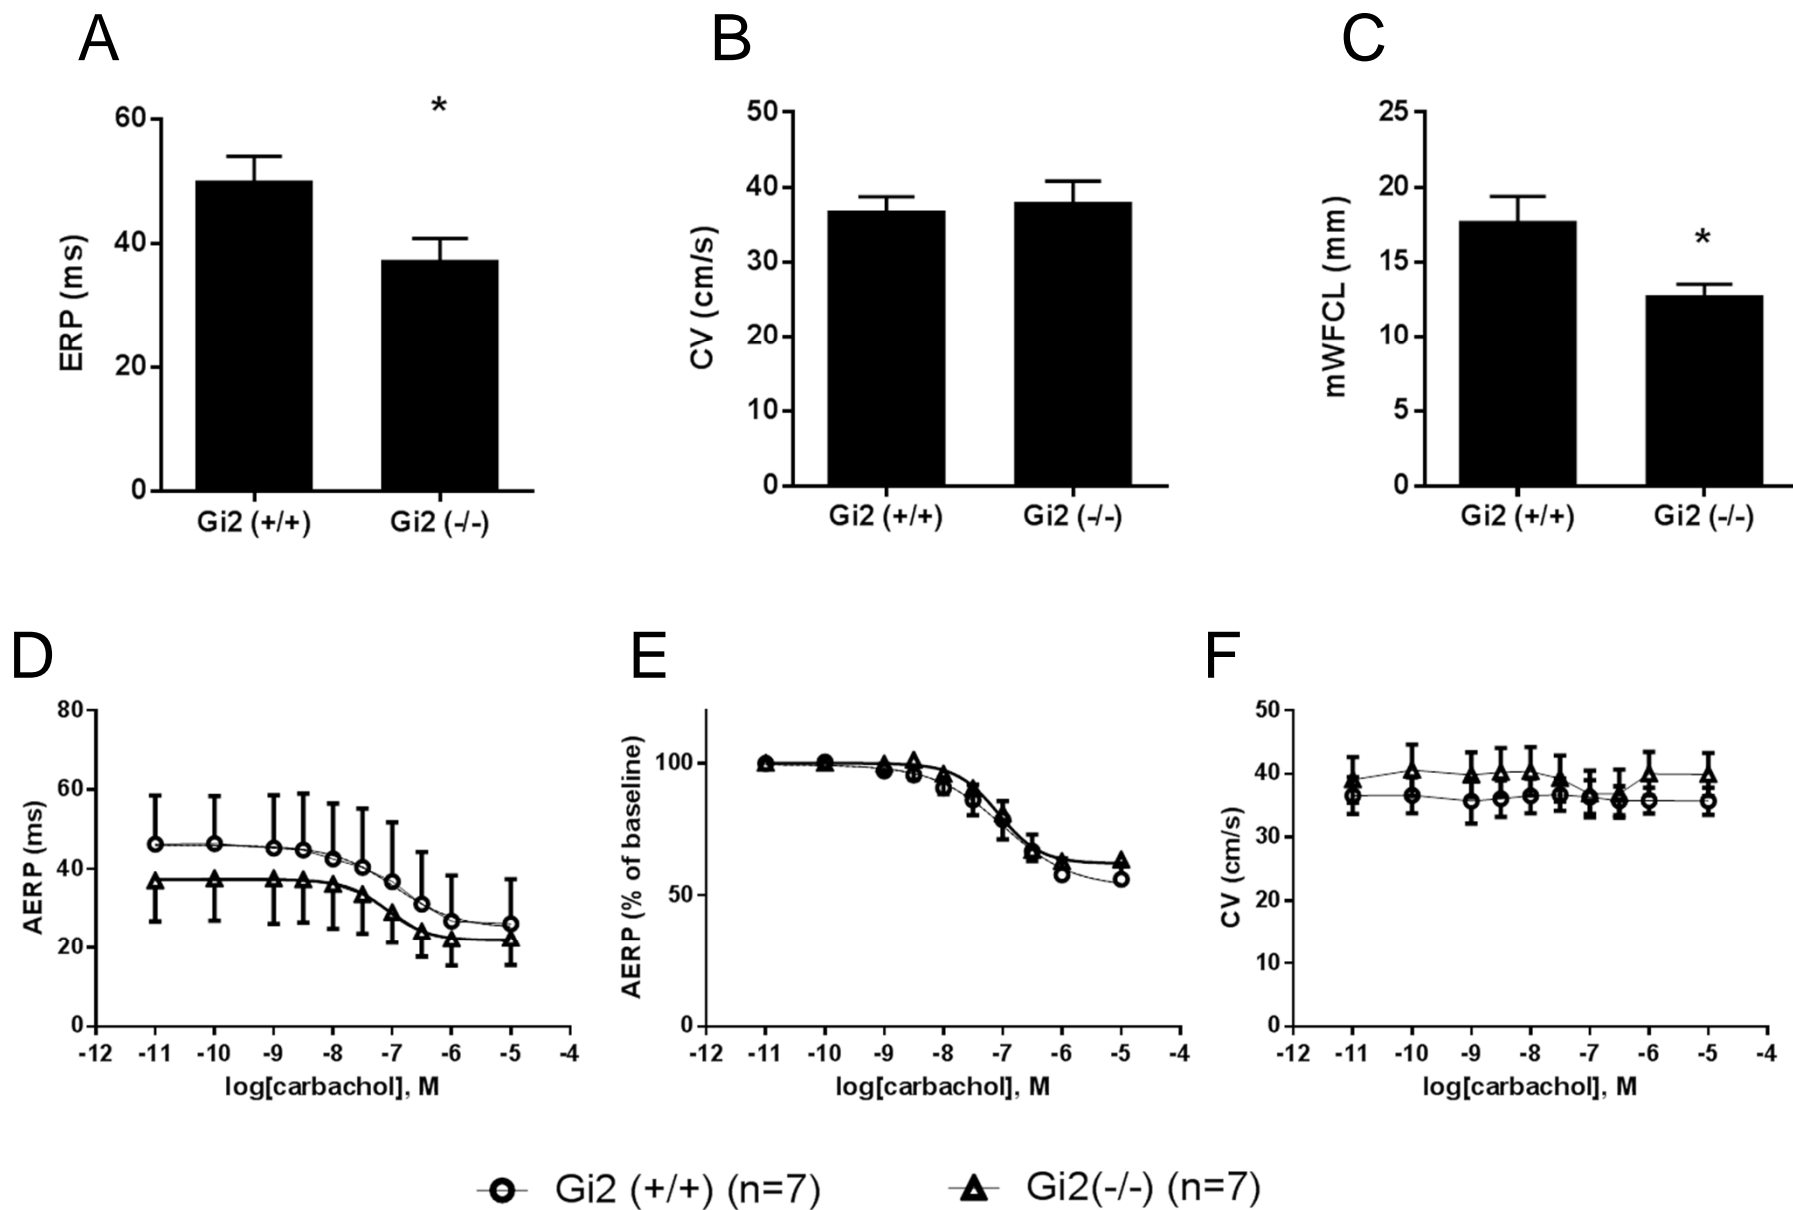 A
B
C
*
60
40
20
0
ERP (ms)
Gi2 (+/+)
Gi2 (-/-)
50
40
30
20
10
0
CV (cm/s)
Gi2 (+/+)
Gi2 (-/-)
*
25
20
15
10
5
0
mWFCL (mm)
Gi2 (+/+)
Gi2 (-/-)
D
E
F
80
60
40
20
0
AERP (ms)
-12 -11 -10 -9 -8 -7 -6 -5 -4
log[carbachol], M
100
50
0
AERP (% of baseline)
-12 -11 -10 -9 -8 -7 -6 -5 -4
log[carbachol], M
50
40
30
20
10
0
CV (cm/s)
-12 -11 -10 -9 -8 -7 -6 -5 -4
log[carbachol], M
Gi2 (+/+) (n=7)
Gi2(-/-) (n=7)